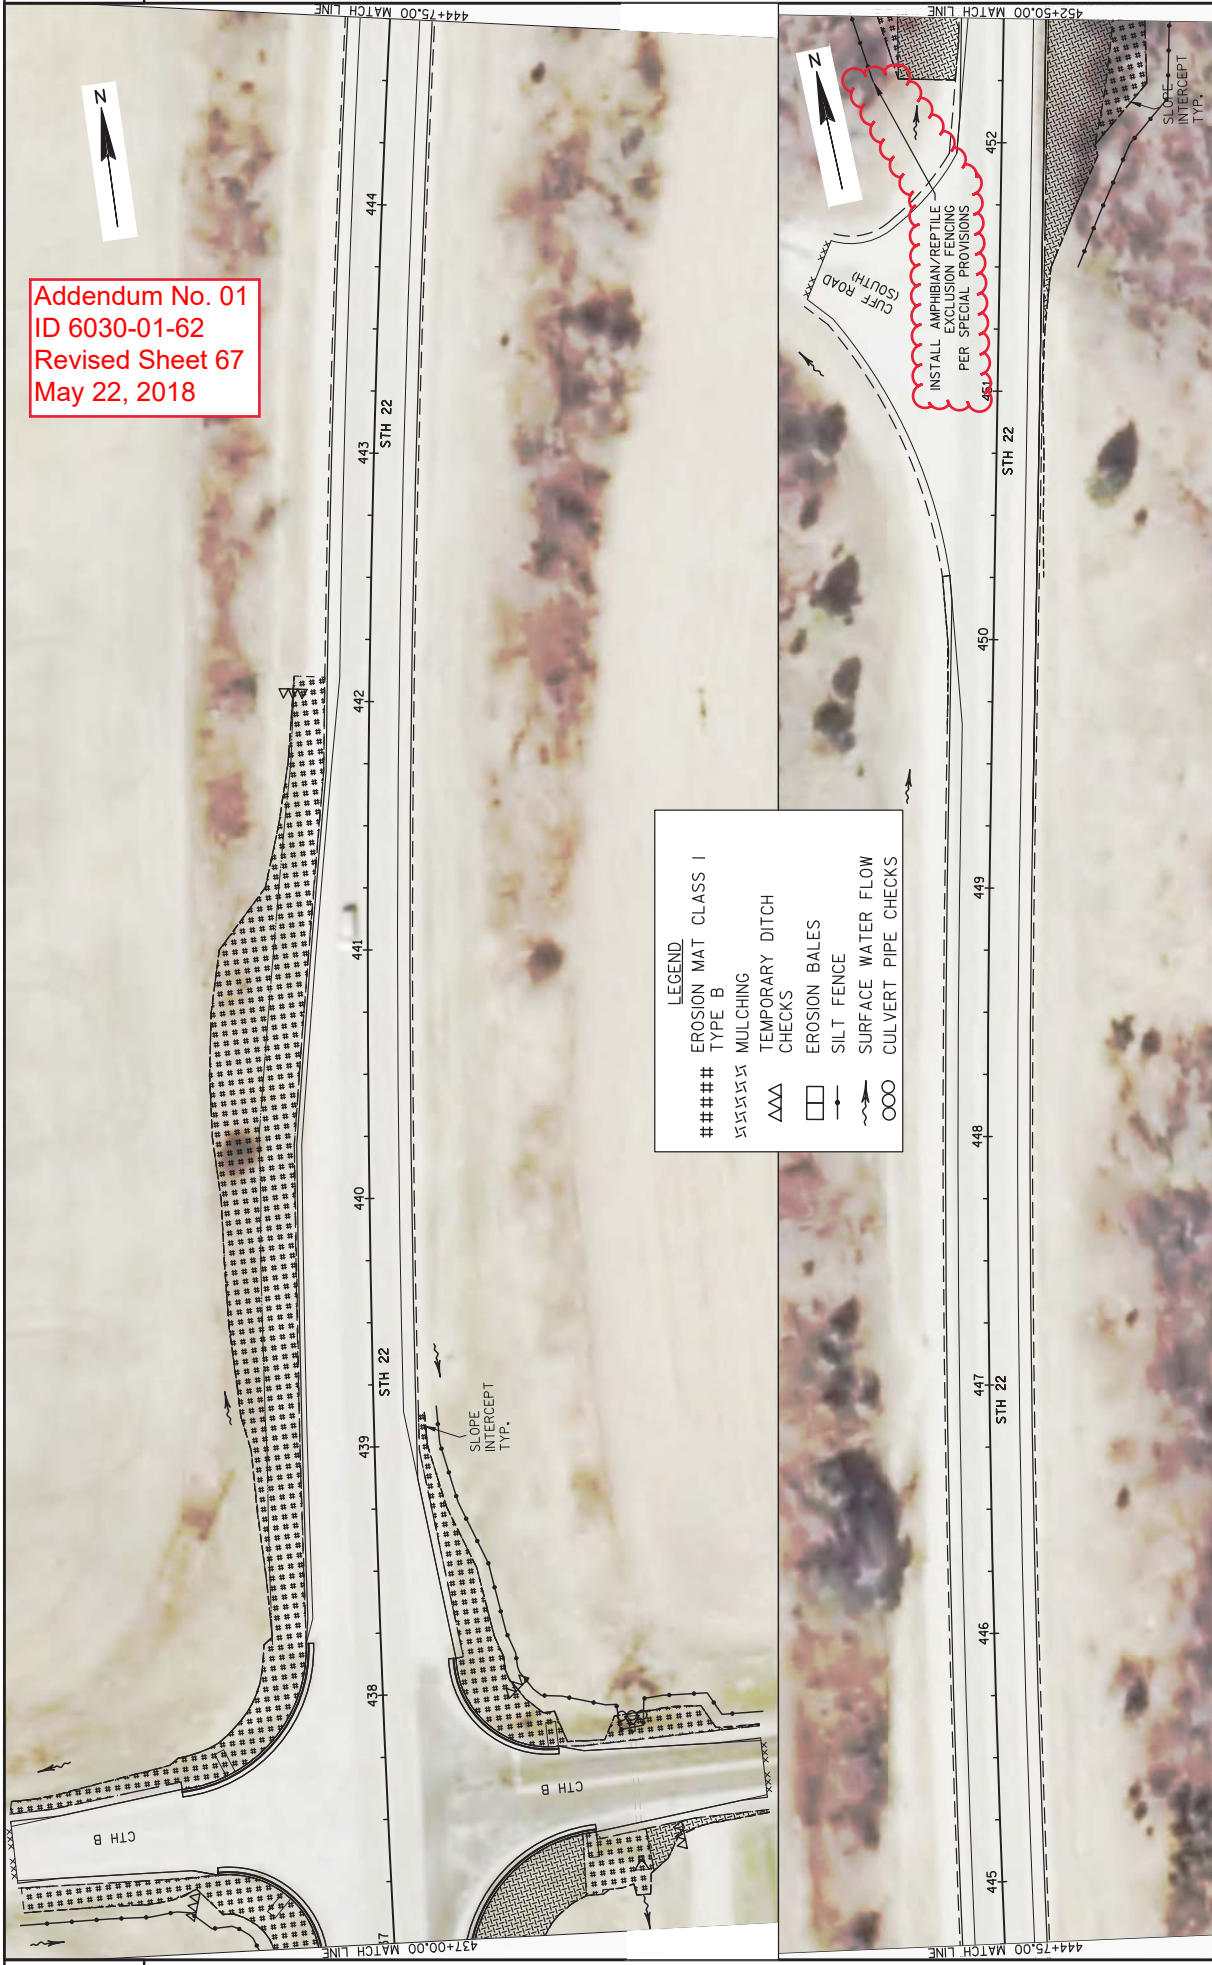 444+75.00 MATCH LINE
452+50.00 MATCH LINE
N
N
Addendum No. 01
ID 6030-01-62
Revised Sheet 67
May 22, 2018
444
443
STH 22
442
441
440
STH 22
439
438
SLOPE
INTERCEPT
TYP.
CTH B
CTH B
437+00.00 MATCH LINE
LEGEND
EROSION MAT CLASS I
TYPE B
MULCHING
TEMPORARY DITCH
CHECKS
EROSION BALES
SILT FENCE
SURFACE WATER FLOW
CULVERT PIPE CHECKS
SLOPE
INTERCEPT
TYP.
452
INSTALL AMPHIBIAN/REPTILE
EXCLUSION FENCING
PER SPECIAL PROVISIONS
CUFF ROAD
(SOUTH)
451
STH 22
450
449
448
447
STH 22
446
445
444+75.00 MATCH LINE